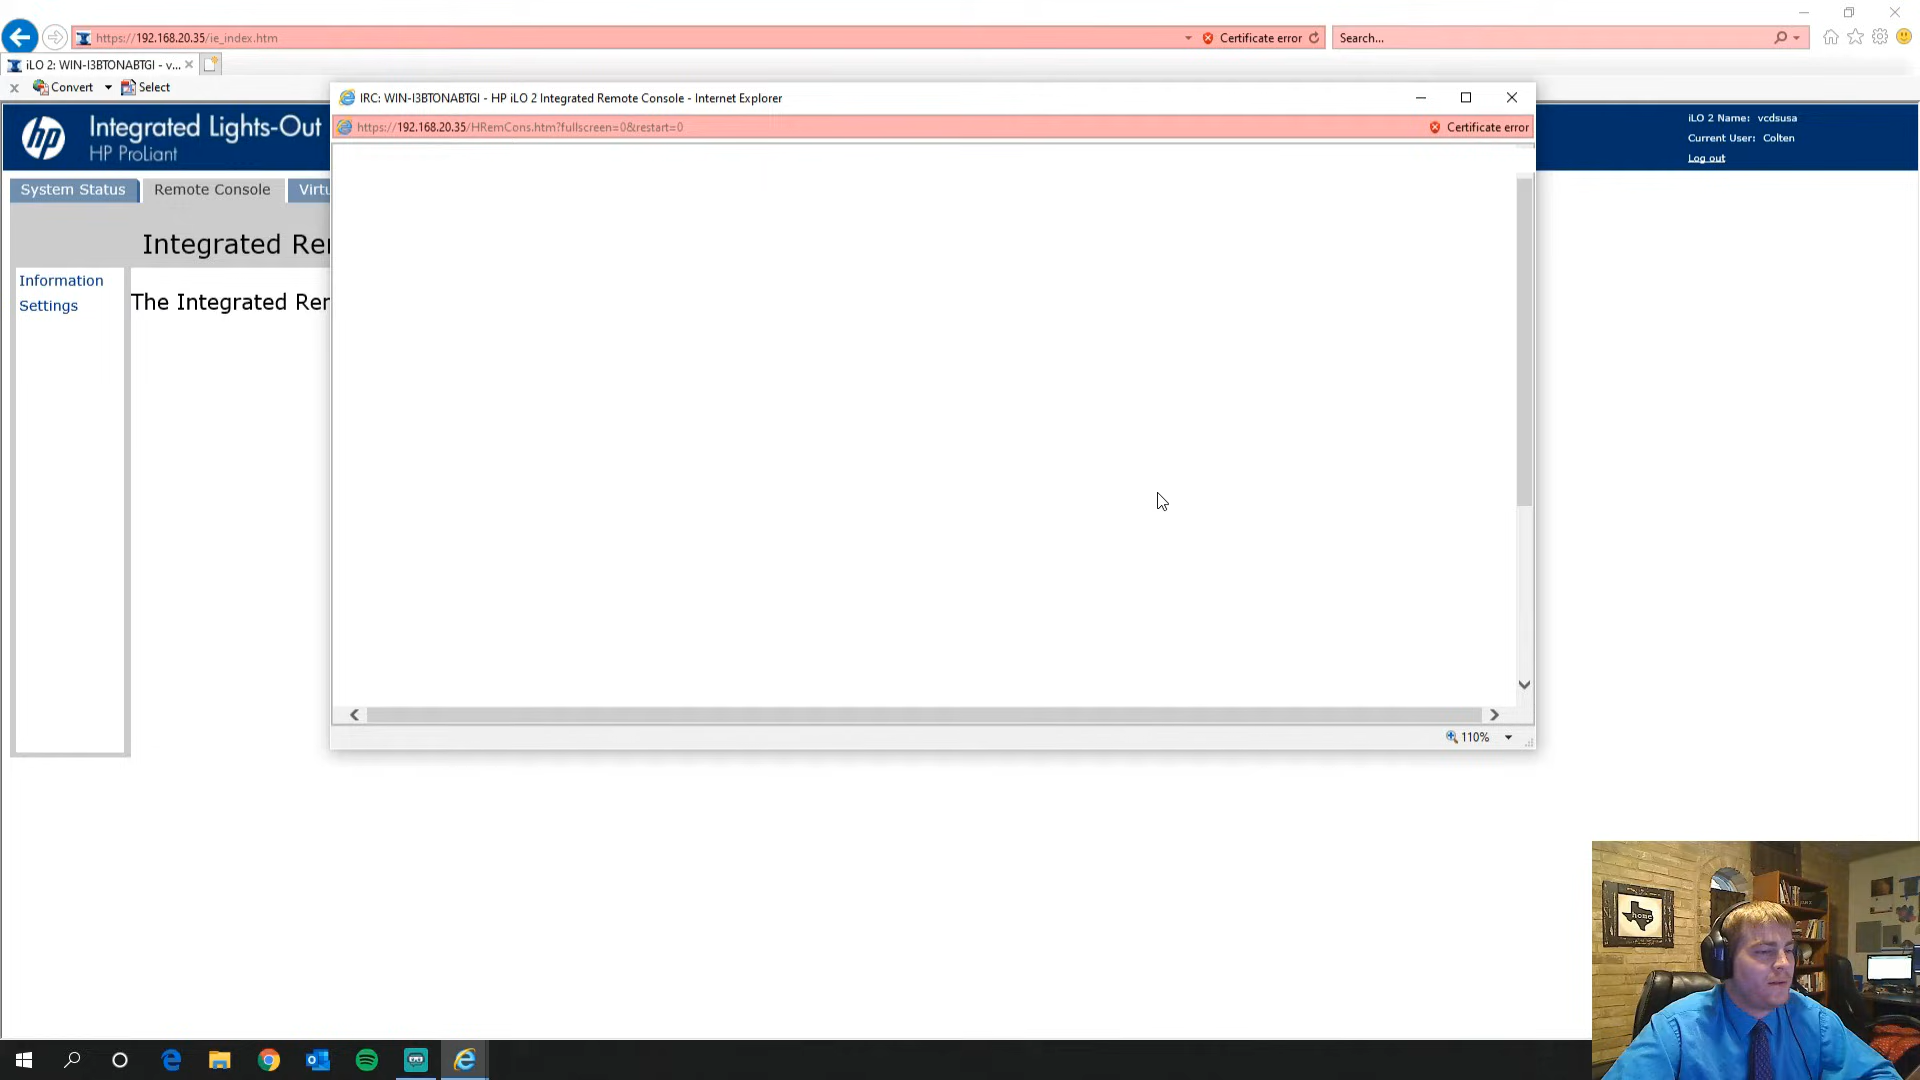 https://192.168.20.35/ie_index.htm
Certificate error
Search...
iLO 2: WIN-I3BTONABTGI - v...
Convert
Select
IRC: WIN-I3BTONABTGI - HP iLO 2 Integrated Remote Console - Internet Explorer
https://192.168.20.35/HRemCons.htm?fullscreen=0&restart=0
Certificate error
hp
Integrated Lights-Out
HP ProLiant
iLO 2 Name: vcdsusa
Current User: Colten
Log out
System Status
Remote Console
Virtu
Integrated Re
Information
Settings
The Integrated Rer
110%
home